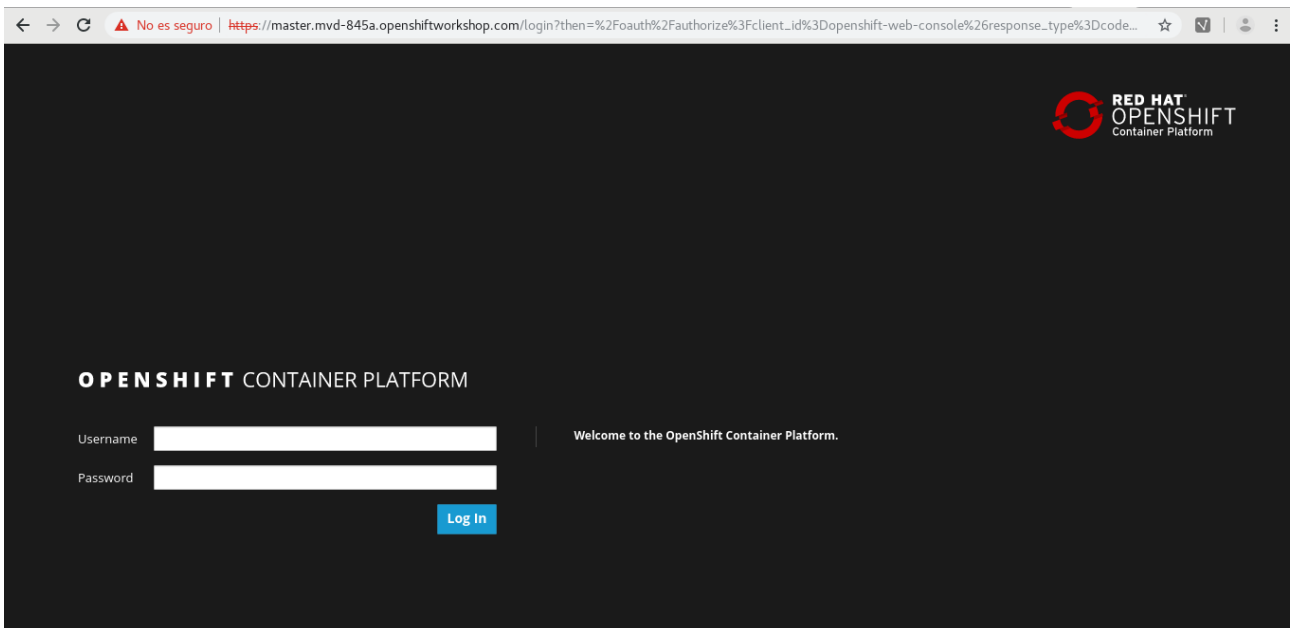 No es seguro | https://master.mvd-845a.openshiftworkshop.com/login?then=%2Foauth%2Fauthorize%3Fclient_id%3Dopenshift-web-console%26response_type%3Dcode...
RED HAT
OPENSHIFT
Container Platform
OPENSHIFT CONTAINER PLATFORM
Username
Welcome to the OpenShift Container Platform.
Password
Log In